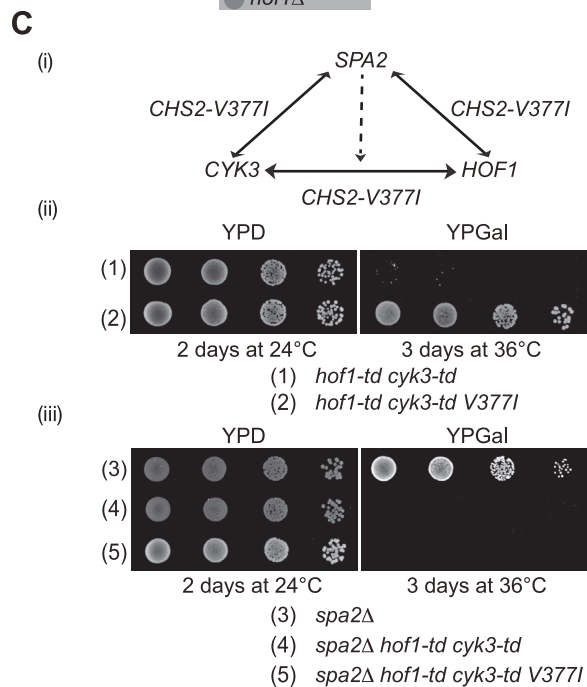 hof1Δ
C
(i)
SPA2
CHS2-V377I CHS2-V377I
CYK3 HOF1
CHS2-V377I
(ii)
YPD YPGal
(1)
(2)
2 days at 24°C 3 days at 36°C
(1) hof1-td cyk3-td
(2) hof1-td cyk3-td V377I
(iii)
YPD YPGal
(3)
(4)
(5)
2 days at 24°C 3 days at 36°C
(3) spa2Δ
(4) spa2Δ hof1-td cyk3-td
(5) spa2Δ hof1-td cyk3-td V377I